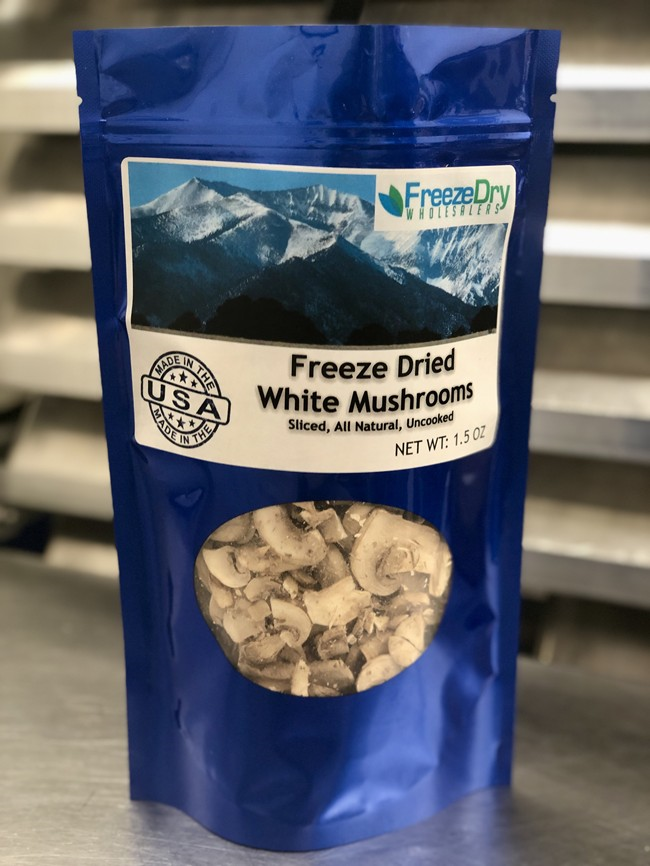 FreezeDry
WHOLESALERS
Freeze Dried
White Mushrooms
Sliced, All Natural, Uncooked
NET WT: 1.5 OZ
MADE IN THE
USA
MADE IN THE